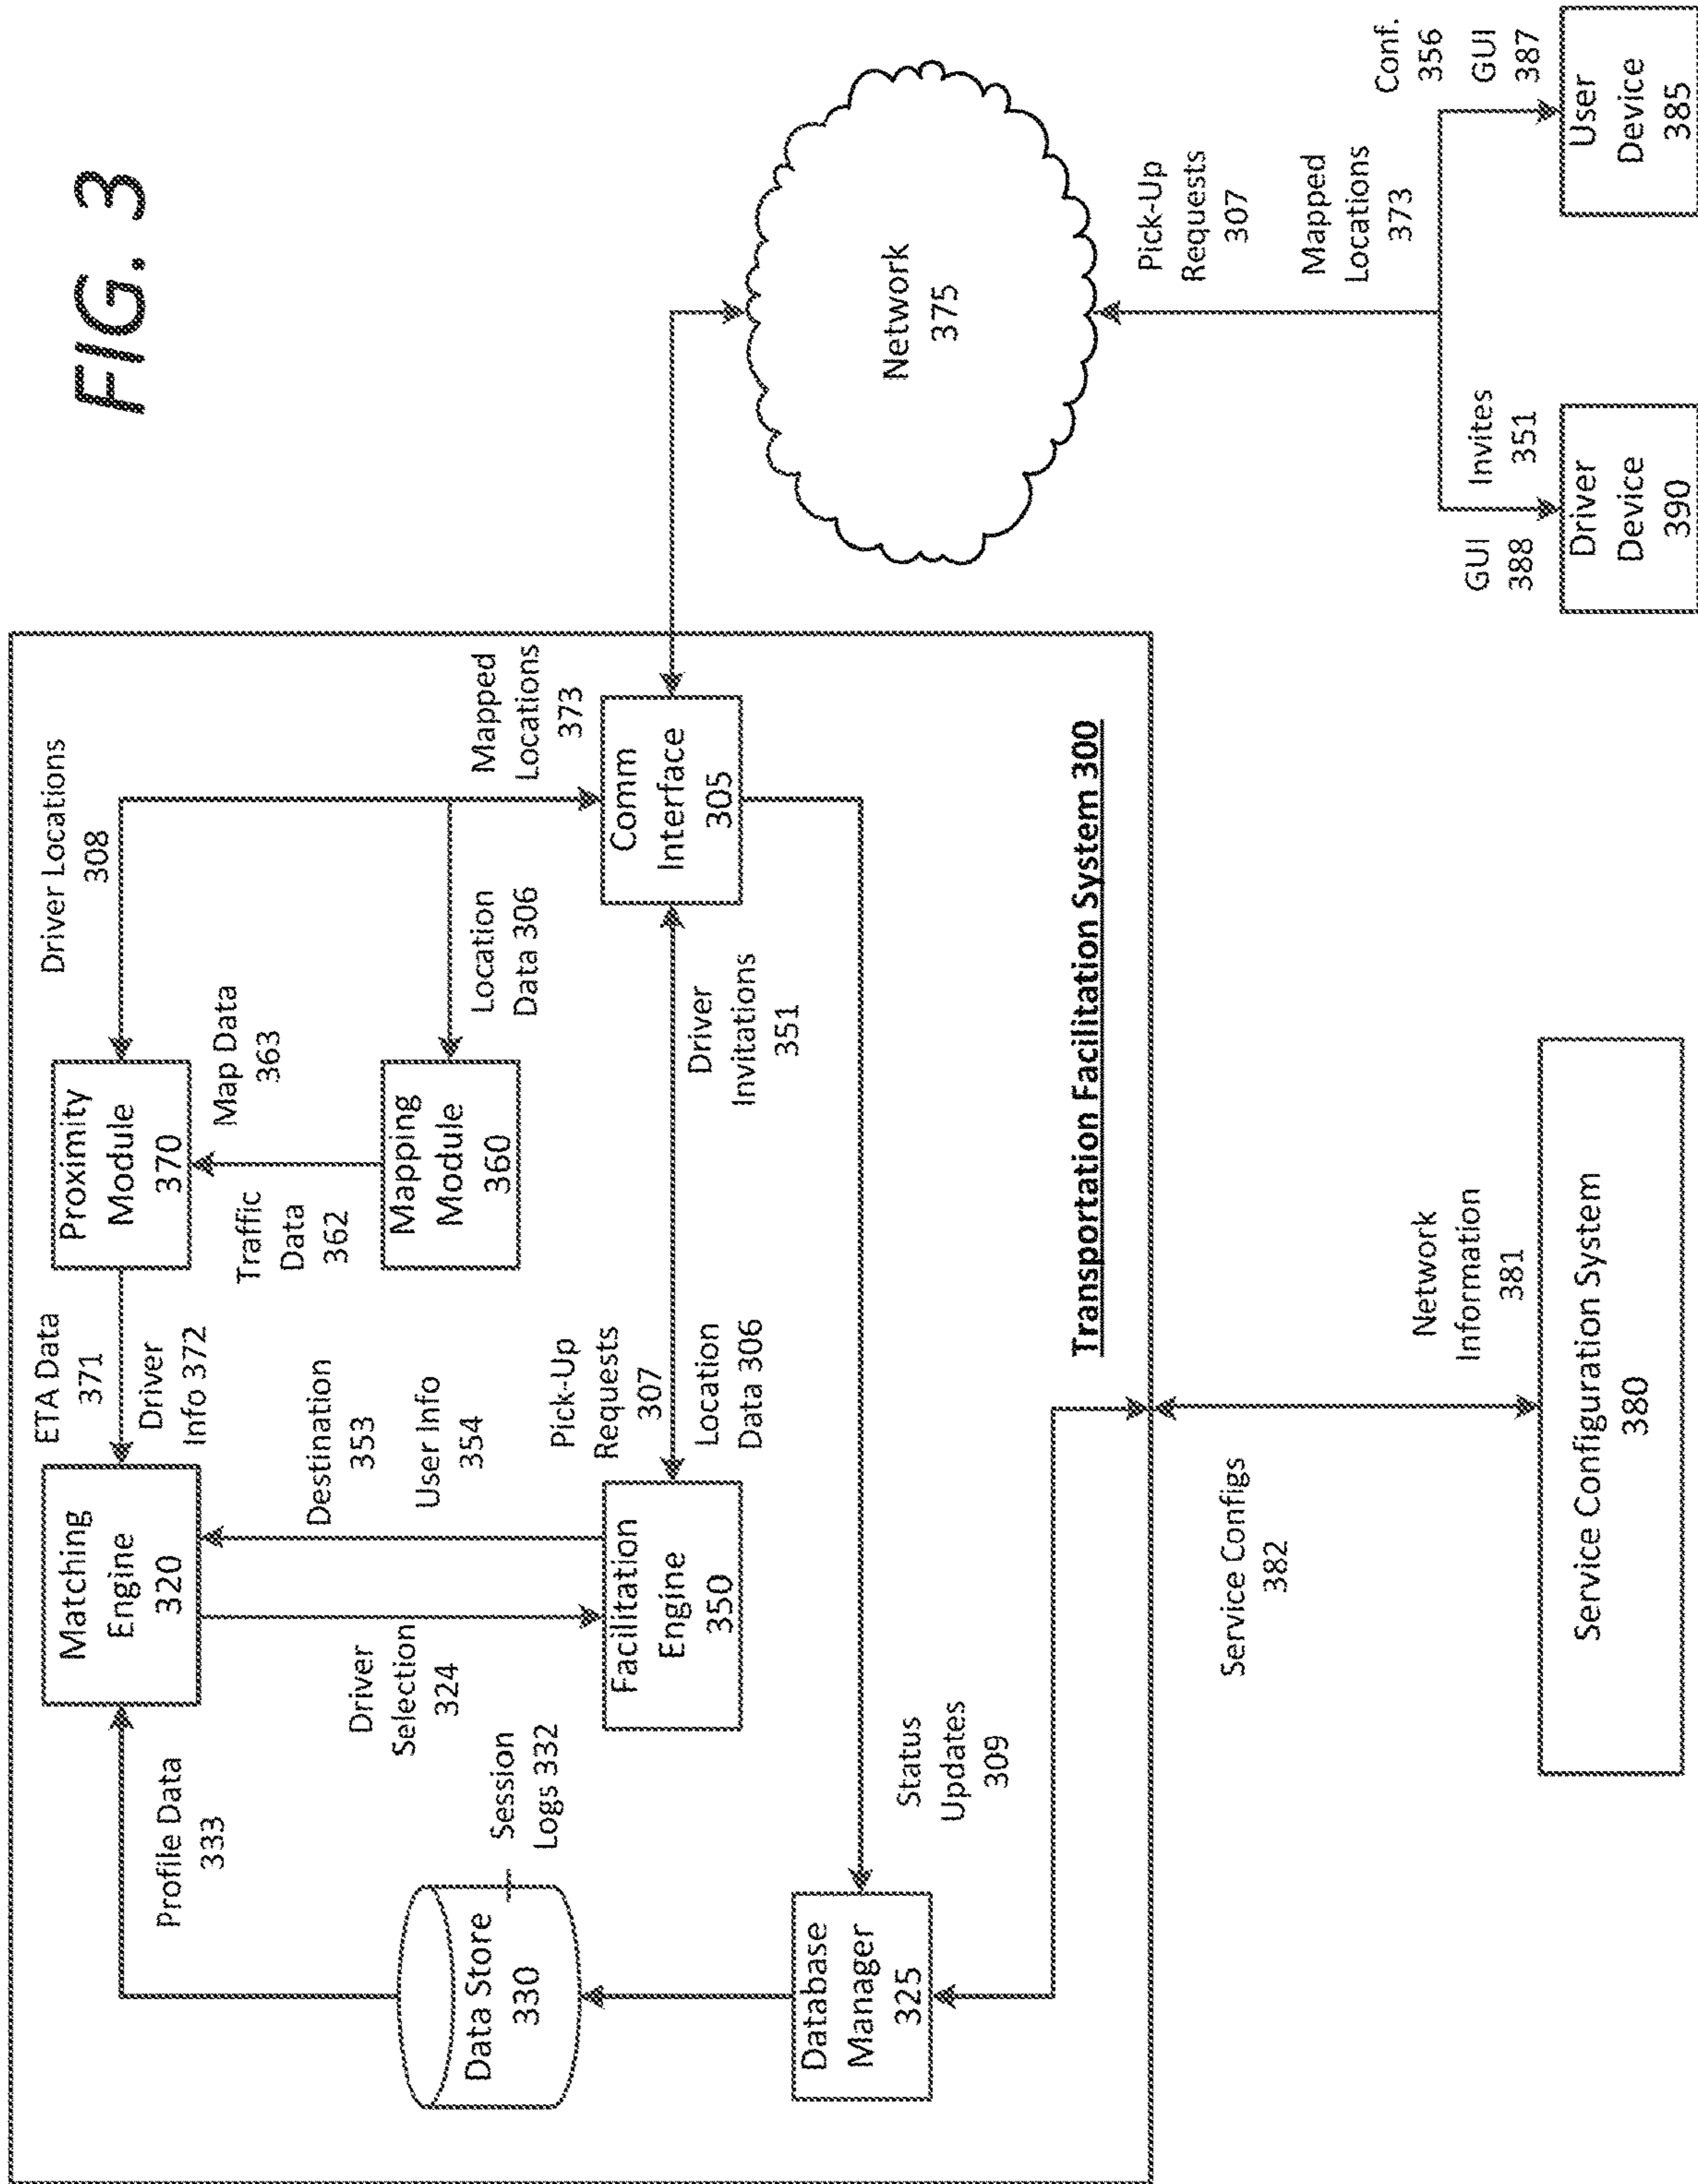 FIG. 3
Profile Data
333
Matching
Engine
320
ETA Data
371
Driver
Info 372
Proximity
Module
370
Driver Locations
308
Map Data
363
Traffic
Data
362
Mapping
Module
360
Location
Data 306
Mapped
Locations
373
Destination
353
User Info
354
Driver
Selection
324
Data Store
330
Session
Logs 332
Facilitation
Engine
350
Pick-Up
Requests
307
Location
Data 306
Driver
Invitations
351
Comm
Interface
305
Database
Manager
325
Status
Updates
309
Transportation Facilitation System 300
Network
375
Pick-Up
Requests
307
Mapped
Locations
373
Service Configs
382
Network
Information
381
Service Configuration System
380
GUI
388
Invites
351
Driver
Device
390
Conf.
356
GUI
387
User
Device
385